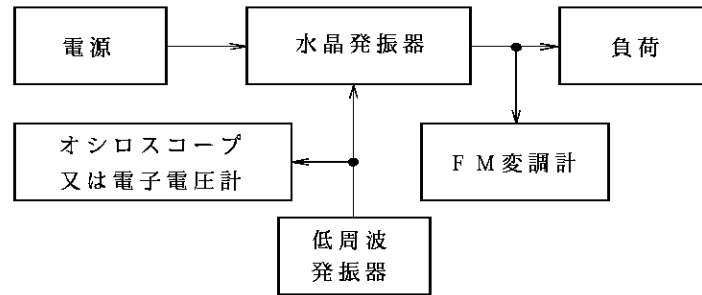 電源
水晶発振器
負荷
オシロスコープ
又は電子電圧計
FM変調計
低周波
発振器